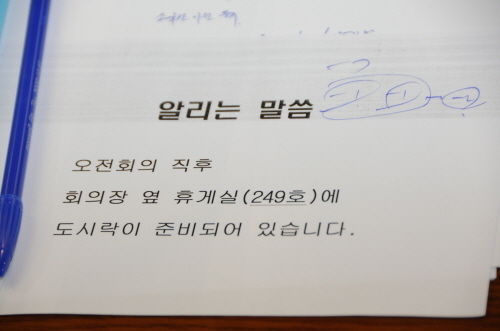 알리는 말씀
오전회의 직후
회의장 옆 휴게실(249호)에
도시락이 준비되어 있습니다.